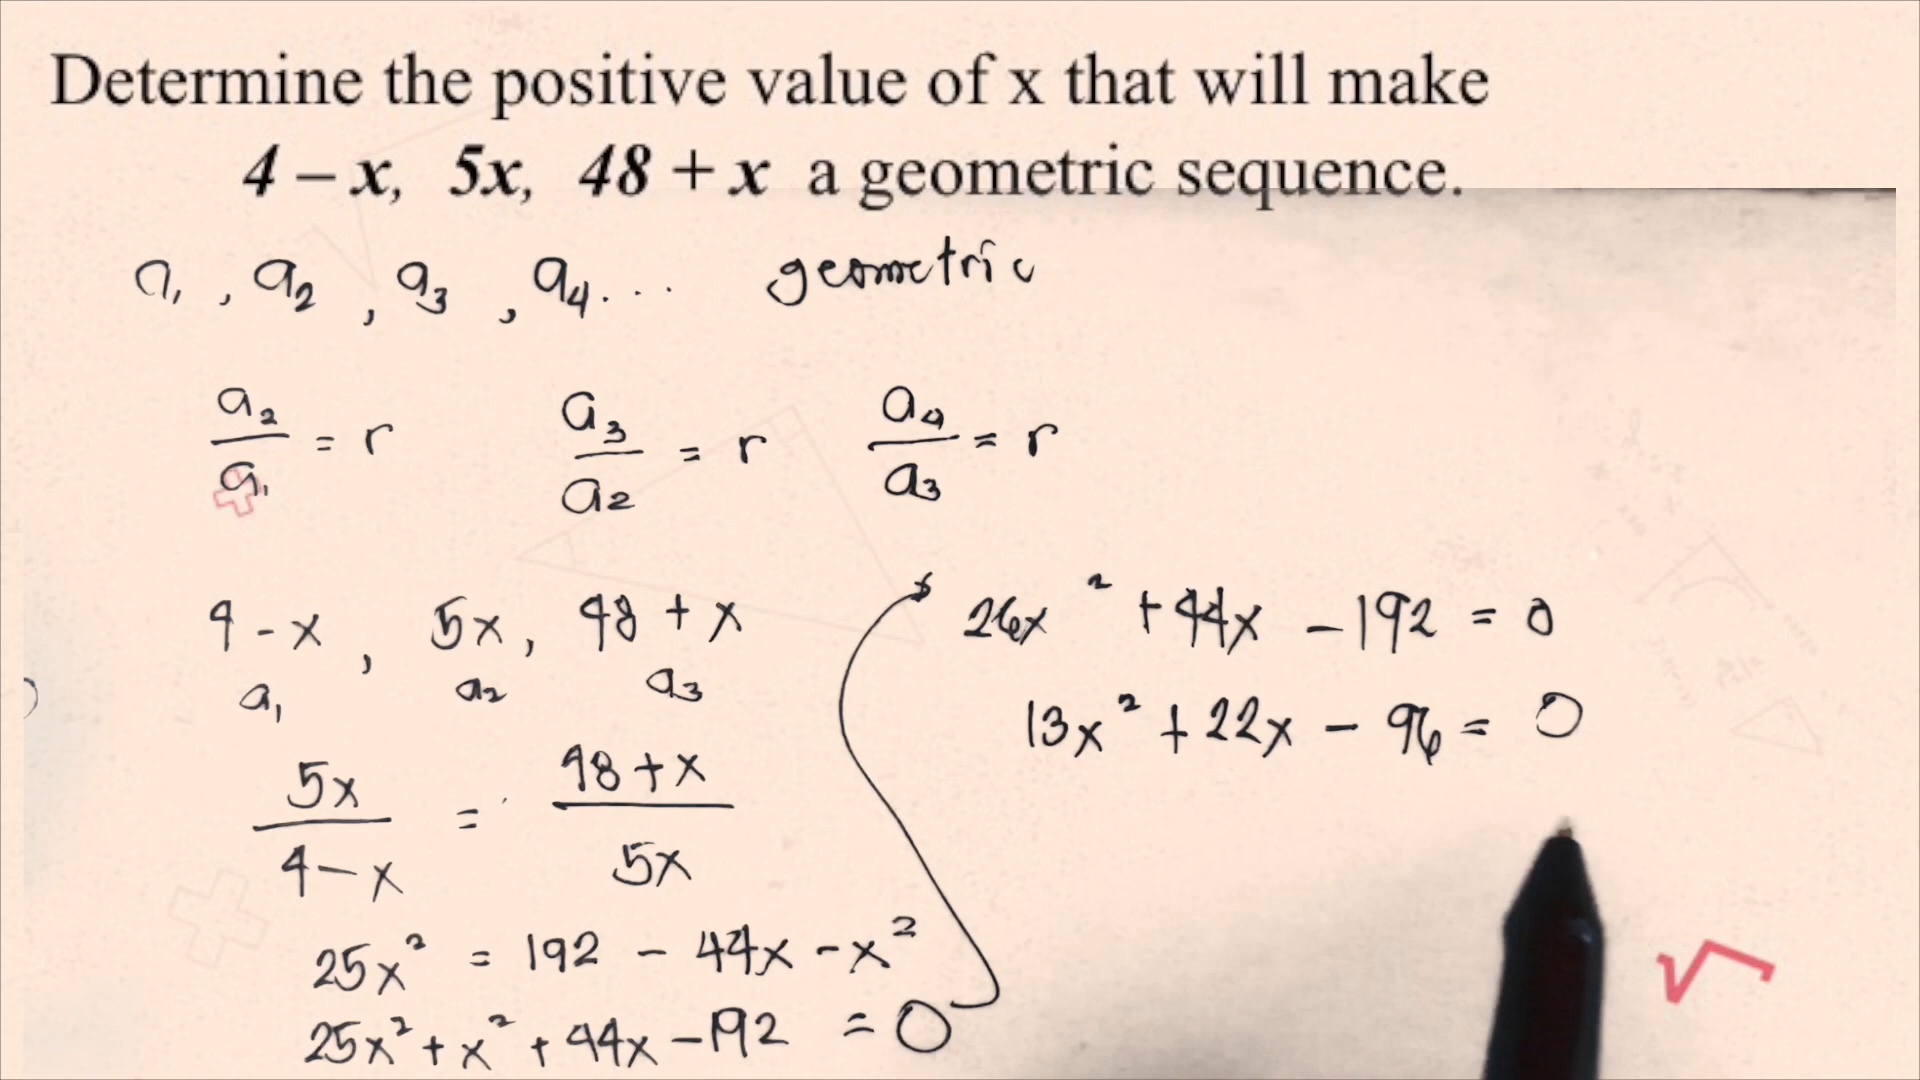 Determine the positive value of x that will make
4 – x, 5x, 48 + x a geometric sequence.
a₁ , a₂ , a₃ , a₄ . . . geometric
a₂/a₁ = r a₃/a₂ = r a₄/a₃ = r
4 - x , 5x , 48 + x
a₁ a₂ a₃
5x/4 - x = 48 + x/5x
25x² = 192 - 44x - x²
25x² + x² + 44x - 192 = 0
26x² + 44x - 192 = 0
13x² + 22x - 96 = 0